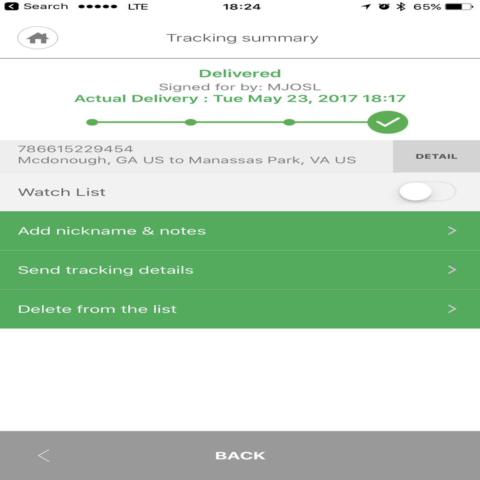 Search LTE 18:24 65%
Tracking summary
Delivered
Signed for by: MJOSL
Actual Delivery : Tue May 23, 2017 18:17
786615229454
Mcdonough, GA US to Manassas Park, VA US
DETAIL
Watch List
Add nickname & notes
Send tracking details
Delete from the list
BACK